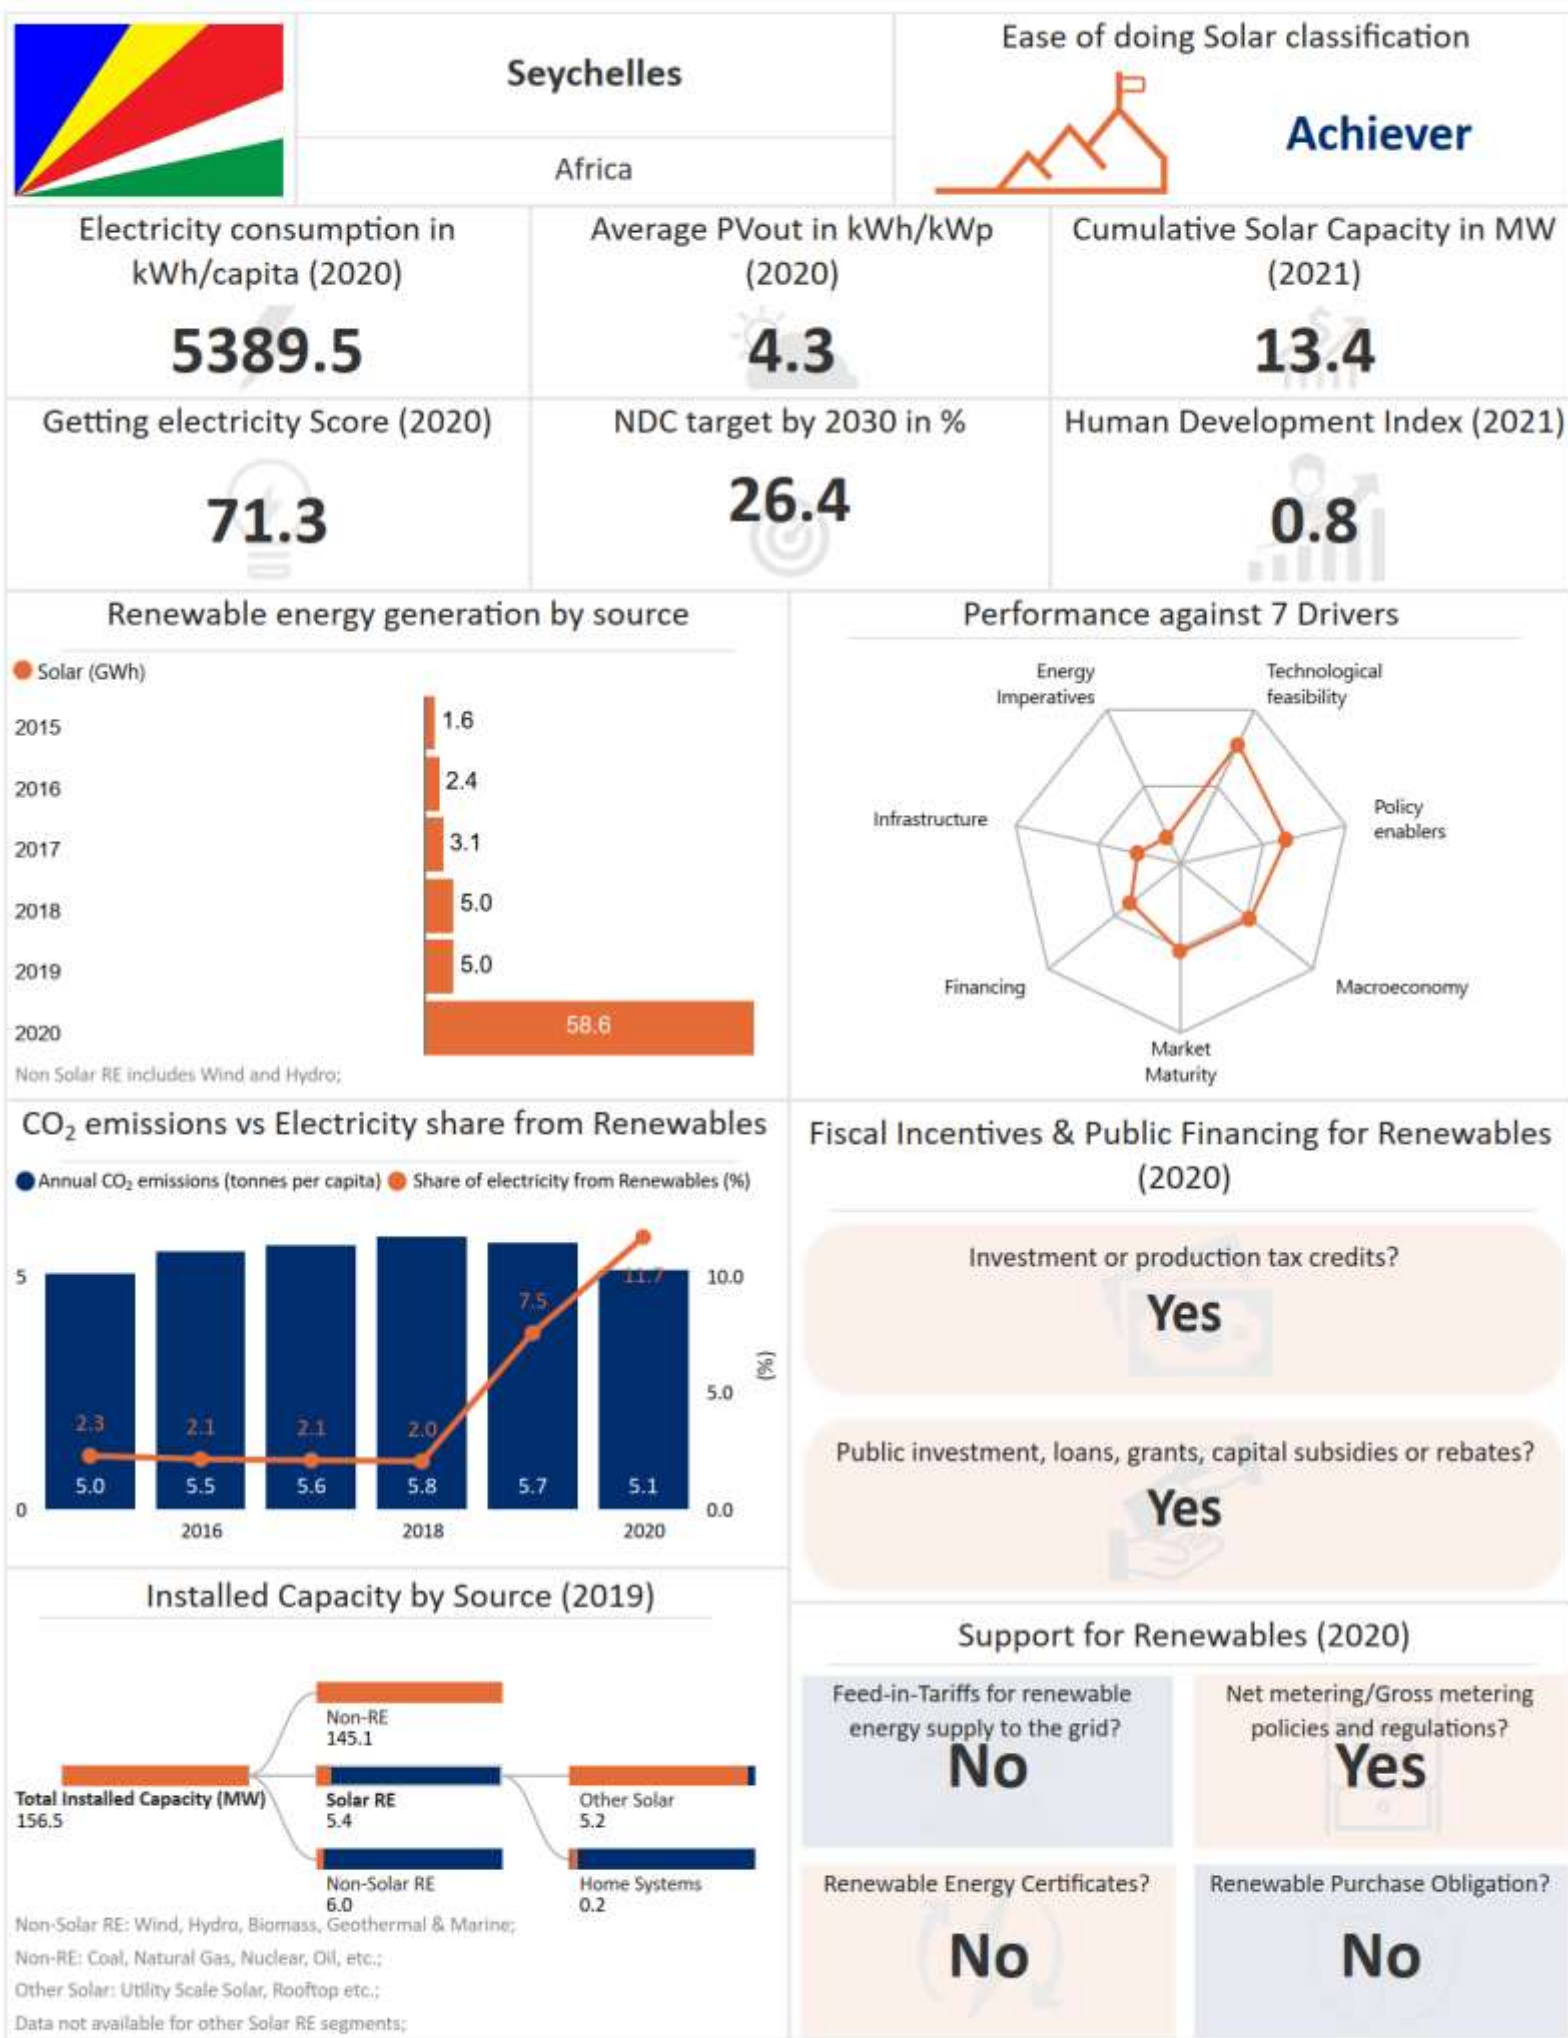 Seychelles
Africa
Ease of doing Solar classification
Achiever
Electricity consumption in
kWh/capita (2020)
5389.5
Average PVout in kWh/kWp
(2020)
4.3
Cumulative Solar Capacity in MW
(2021)
13.4
Getting electricity Score (2020)
71.3
NDC target by 2030 in %
26.4
Human Development Index (2021)
0.8
Renewable energy generation by source
Solar (GWh)
2015
1.6
2016
2.4
2017
3.1
2018
5.0
2019
5.0
2020
58.6
Non Solar RE includes Wind and Hydro;
Performance against 7 Drivers
Energy
Imperatives
Technological
feasibility
Infrastructure
Policy
enablers
Financing
Macroeconomy
Market
Maturity
CO₂ emissions vs Electricity share from Renewables
Annual CO₂ emissions (tonnes per capita)
Share of electricity from Renewables (%)
5
0
2.3
2.1
2.1
2.0
7.5
11.7
5.0
5.5
5.6
5.8
5.7
5.1
10.0
5.0
0.0
(%)
2016
2018
2020
Fiscal Incentives & Public Financing for Renewables
(2020)
Investment or production tax credits?
Yes
Public investment, loans, grants, capital subsidies or rebates?
Yes
Installed Capacity by Source (2019)
Non-RE
145.1
Total Installed Capacity (MW)
156.5
Solar RE
5.4
Other Solar
5.2
Non-Solar RE
6.0
Home Systems
0.2
Non-Solar RE: Wind, Hydro, Biomass, Geothermal & Marine;
Non-RE: Coal, Natural Gas, Nuclear, Oil, etc.;
Other Solar: Utility Scale Solar, Rooftop etc.;
Data not available for other Solar RE segments;
Support for Renewables (2020)
Feed-in-Tariffs for renewable
energy supply to the grid?
No
Net metering/Gross metering
policies and regulations?
Yes
Renewable Energy Certificates?
No
Renewable Purchase Obligation?
No